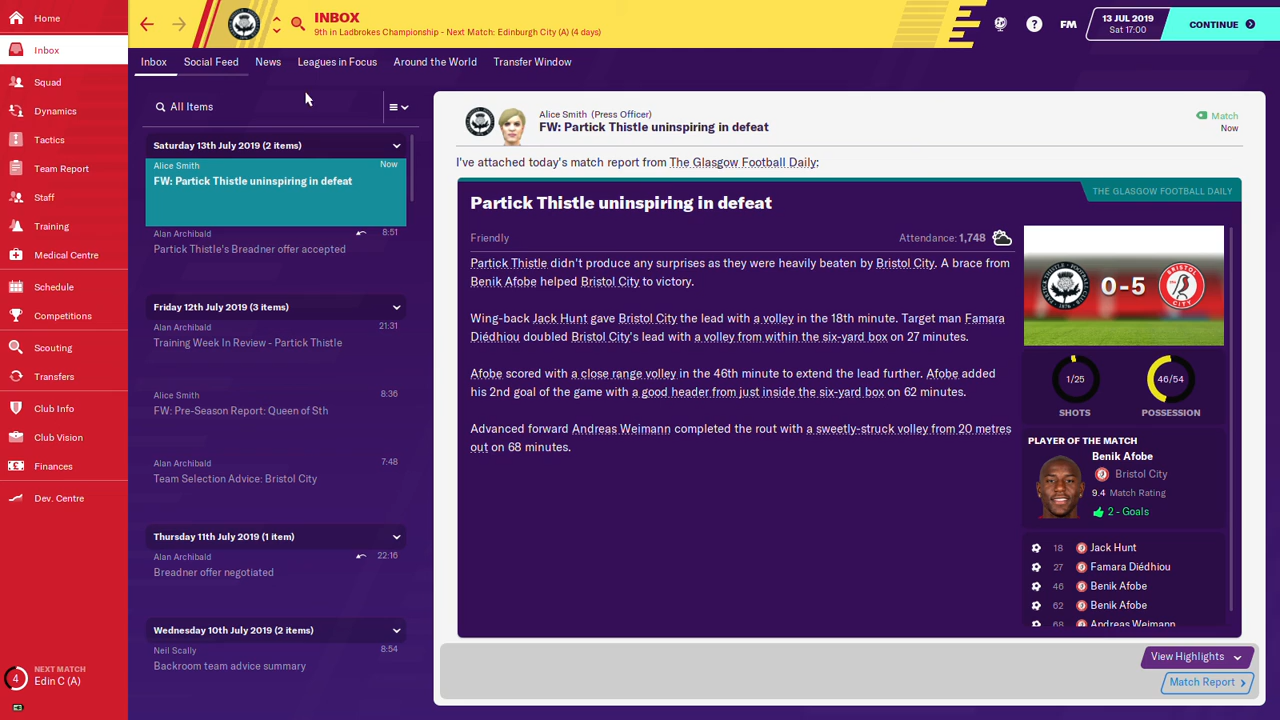 Home
Inbox
Squad
Dynamics
Tactics
Team Report
Staff
Training
Medical Centre
Schedule
Competitions
Scouting
Transfers
Club Info
Club Vision
Finances
Dev. Centre
4
NEXT MATCH
Edin C (A)
INBOX
9th in Ladbrokes Championship - Next Match: Edinburgh City (A) (4 days)
?
FM
13 JUL 2019
Sat 17:00
CONTINUE
Inbox
Social Feed
News
Leagues in Focus
Around the World
Transfer Window
All Items
Saturday 13th July 2019 (2 items)
Alice Smith Now
FW: Partick Thistle uninspiring in defeat
Alan Archibald 8:51
Partick Thistle's Breadner offer accepted
Friday 12th July 2019 (3 items)
Alan Archibald 21:31
Training Week In Review - Partick Thistle
Alice Smith 8:36
FW: Pre-Season Report: Queen of Sth
Alan Archibald 7:48
Team Selection Advice: Bristol City
Thursday 11th July 2019 (1 item)
Alan Archibald 22:16
Breadner offer negotiated
Wednesday 10th July 2019 (2 items)
Neil Scally 8:54
Backroom team advice summary
Alice Smith (Press Officer)
FW: Partick Thistle uninspiring in defeat
Match
Now
I've attached today's match report from The Glasgow Football Daily:
THE GLASGOW FOOTBALL DAILY
Partick Thistle uninspiring in defeat
Friendly Attendance: 1,748
Partick Thistle didn't produce any surprises as they were heavily beaten by Bristol City. A brace from
Benik Afobe helped Bristol City to victory.
Wing-back Jack Hunt gave Bristol City the lead with a volley in the 18th minute. Target man Famara
Diédhiou doubled Bristol City's lead with a volley from within the six-yard box on 27 minutes.
Afobe scored with a close range volley in the 46th minute to extend the lead further. Afobe added
his 2nd goal of the game with a good header from just inside the six-yard box on 62 minutes.
Advanced forward Andreas Weimann completed the rout with a sweetly-struck volley from 20 metres
out on 68 minutes.
0-5
1/25
SHOTS
46/54
POSSESSION
PLAYER OF THE MATCH
Benik Afobe
Bristol City
9.4 Match Rating
2 - Goals
18 Jack Hunt
27 Famara Diédhiou
46 Benik Afobe
62 Benik Afobe
68 Andreas Weimann
View Highlights
Match Report